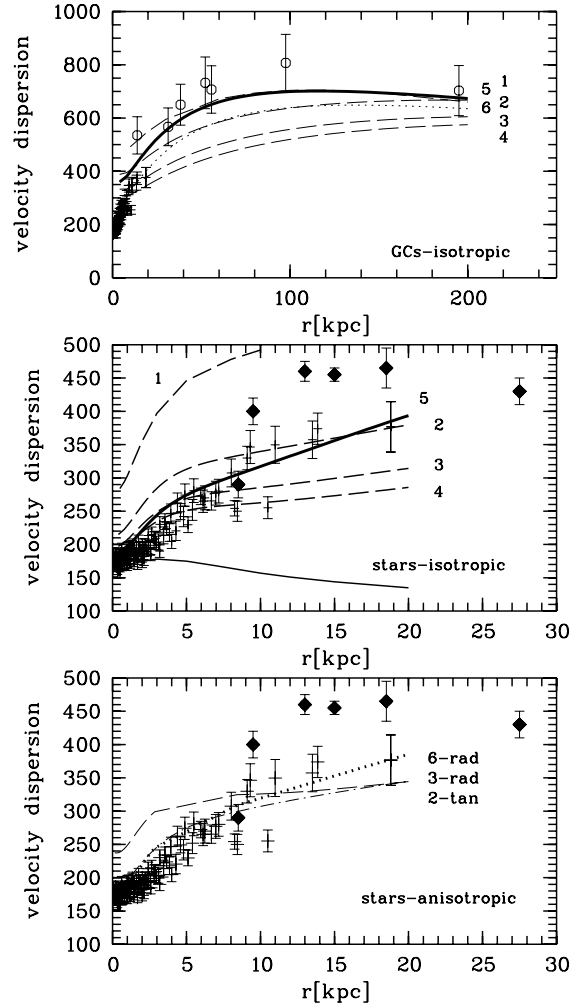 velocity dispersion
1000
800
600
400
200
0
5 1
6 2
3
4
GCs-isotropic
0 100 200
r[kpc]
velocity dispersion
500
450
400
350
300
250
200
150
100
1
5
2
3
4
stars-isotropic
0 5 10 15 20 25 30
r[kpc]
velocity dispersion
500
450
400
350
300
250
200
150
100
6-rad
3-rad
2-tan
stars-anisotropic
0 5 10 15 20 25 30
r[kpc]